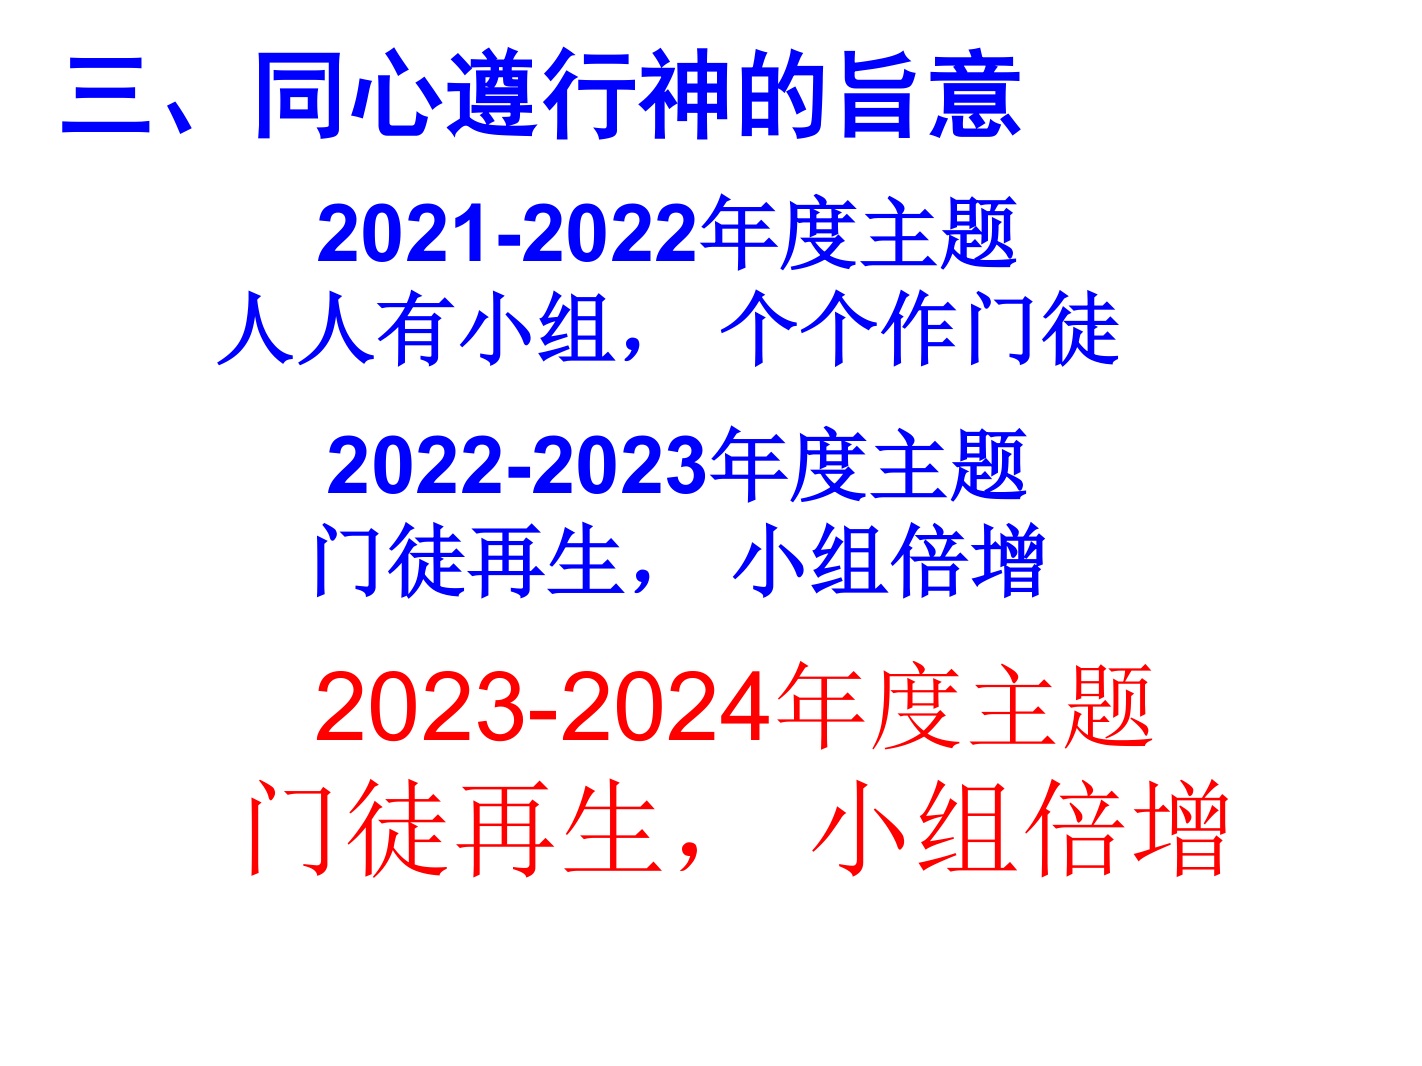 三、同心遵行神的旨意
2021-2022年度主题
人人有小组， 个个作门徒
2022-2023年度主题
门徒再生， 小组倍增
2023-2024年度主题
门徒再生， 小组倍增